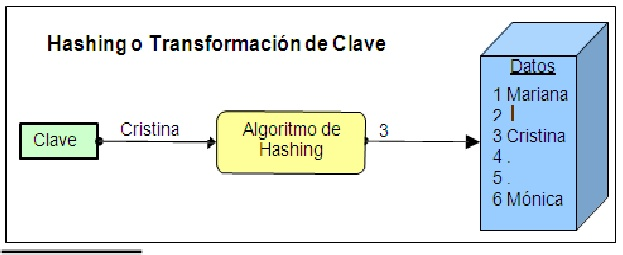 Hashing o Transformación de Clave
Clave
Cristina
Algoritmo de
Hashing
3
Datos
1 Mariana
2
3 Cristina
4 .
5 .
6 Mónica